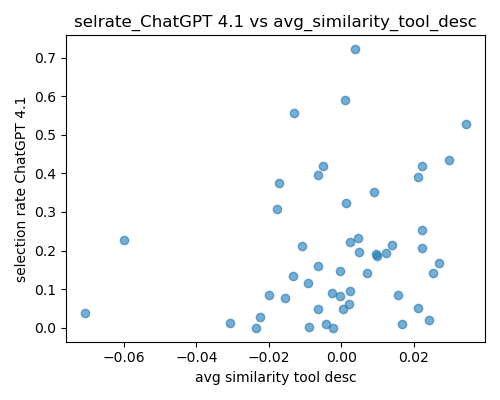 selrate_ChatGPT 4.1 vs avg_similarity_tool_desc
0.7
0.6
0.5
0.4
0.3
0.2
0.1
0.0
selection rate ChatGPT 4.1
−0.06 −0.04 −0.02 0.00 0.02
avg similarity tool desc